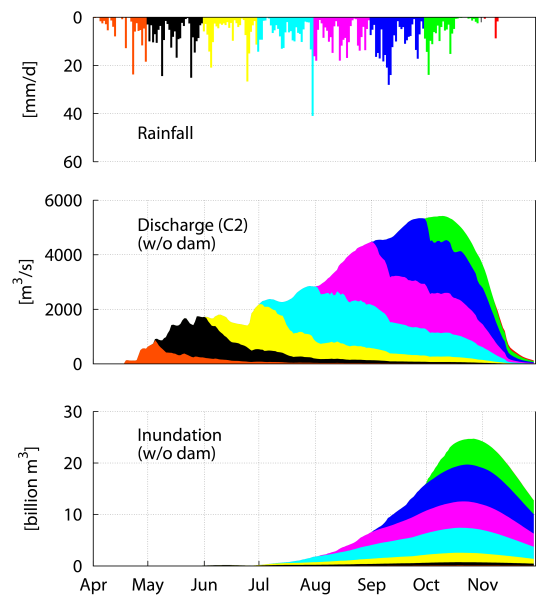 0
20
40
60
[mm/d]
Rainfall
6000
4000
2000
0
[m³/s]
Discharge (C2)
(w/o dam)
30
20
10
0
[billion m³]
Inundation
(w/o dam)
Apr May Jun Jul Aug Sep Oct Nov